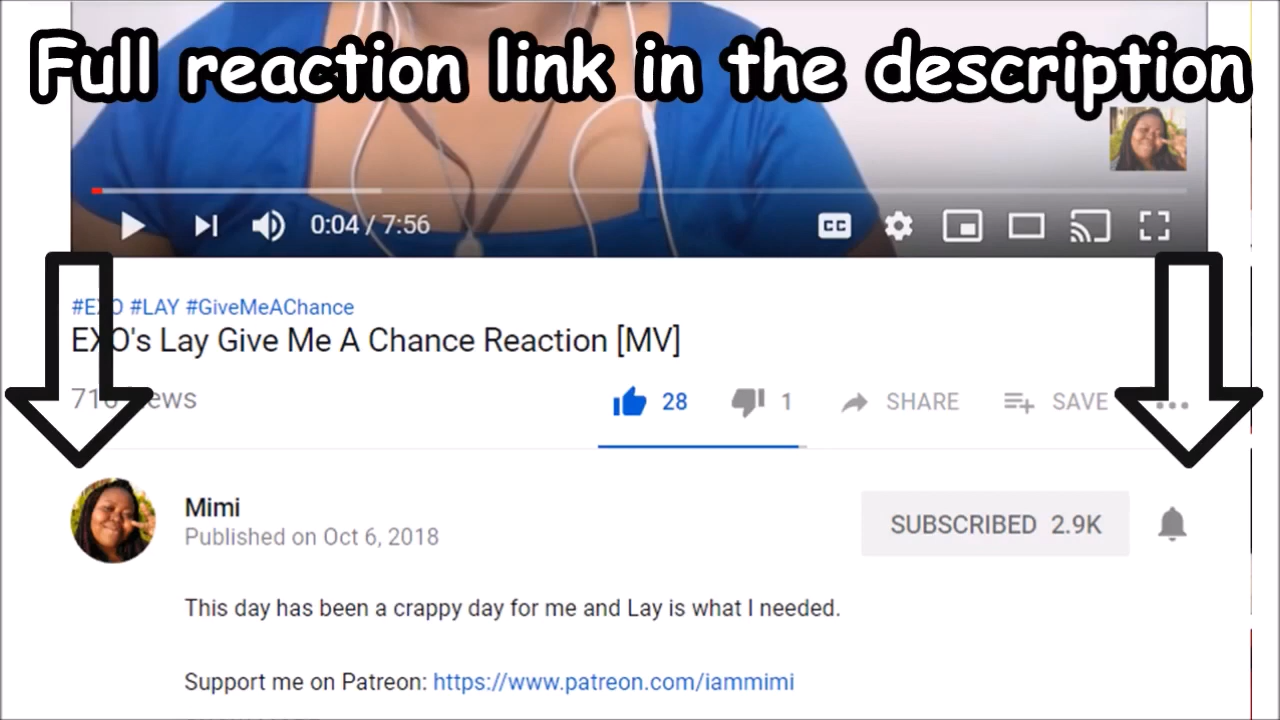 Full reaction link in the description
0:04 / 7:56
CC
#EXO #LAY #GiveMeAChance
EXO's Lay Give Me A Chance Reaction [MV]
views
28
1
SHARE
SAVE
Mimi
Published on Oct 6, 2018
SUBSCRIBED 2.9K
This day has been a crappy day for me and Lay is what I needed.
Support me on Patreon: https://www.patreon.com/iammimi